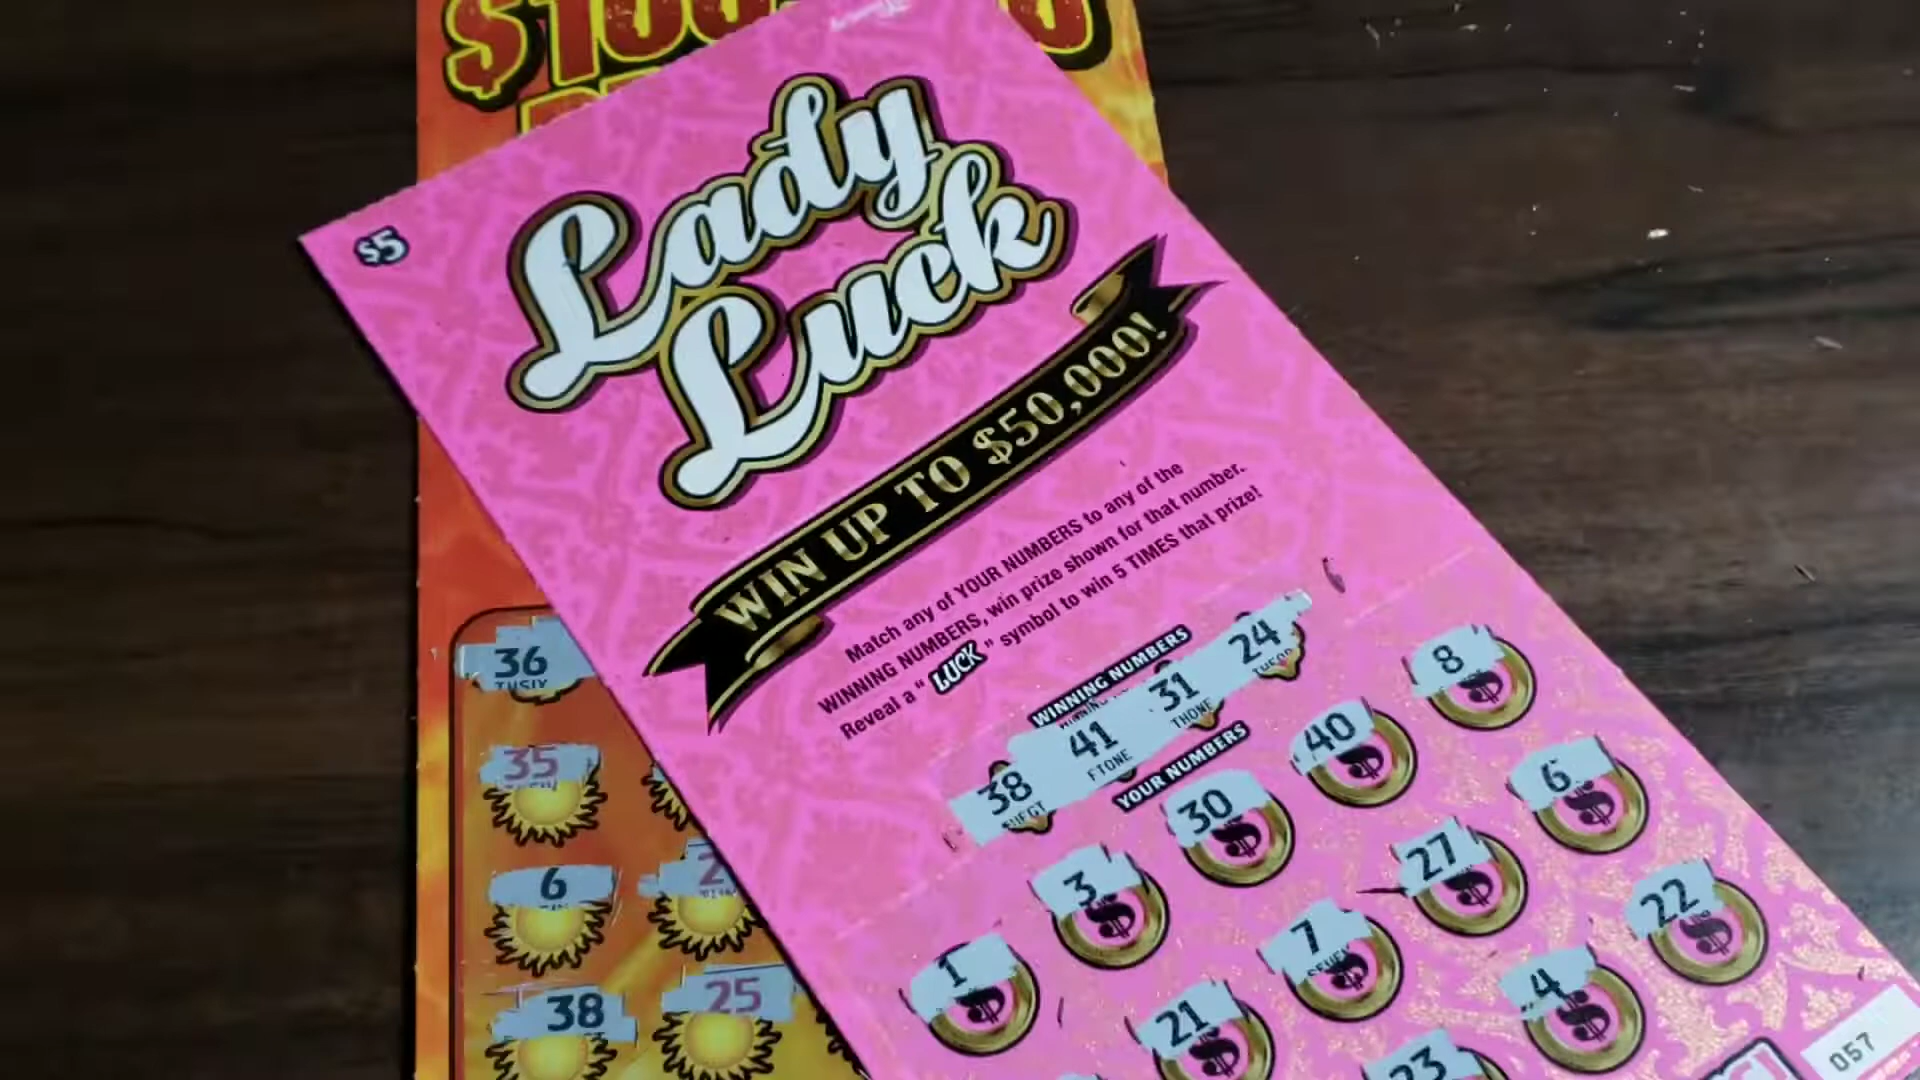 $5
Lady
Luck
WIN UP TO $50,000!
Match any of YOUR NUMBERS to any of the
WINNING NUMBERS, win prize shown for that number.
Reveal a "LUCK" symbol to win 5 TIMES that prize!
WINNING NUMBERS
38 41 31 24
FTONE THONE
YOUR NUMBERS
1 3 30 40 8
21 7 27 6
23 4 22
057
36
35
6
38 25